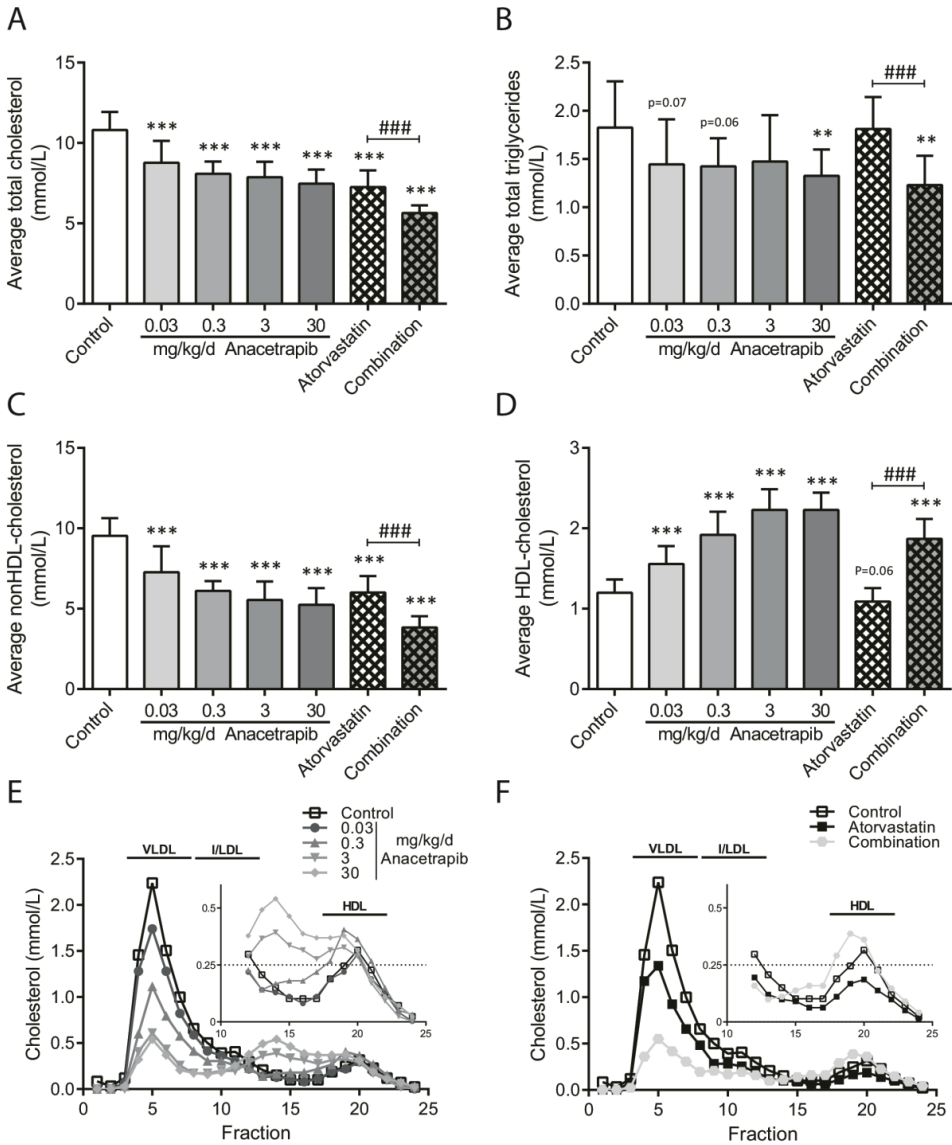 A
15
10
5
0
Average total cholesterol
(mmol/L)
***
***
***
***
***
###
***
Control
0.03 0.3 3 30
mg/kg/d Anacetrapib
Atorvastatin
Combination
B
2.5
2.0
1.5
1.0
0.5
0.0
Average total triglycerides
(mmol/L)
p=0.07
p=0.06
**
###
**
Control
0.03 0.3 3 30
mg/kg/d Anacetrapib
Atorvastatin
Combination
C
15
10
5
0
Average nonHDL-cholesterol
(mmol/L)
***
***
***
***
***
###
***
Control
0.03 0.3 3 30
mg/kg/d Anacetrapib
Atorvastatin
Combination
D
3
2
1
0
Average HDL-cholesterol
(mmol/L)
***
***
***
***
P=0.06
###
***
Control
0.03 0.3 3 30
mg/kg/d Anacetrapib
Atorvastatin
Combination
E
Control
0.03
0.3
3
30
mg/kg/d
Anacetrapib
VLDL I/LDL
2.5
2.0
1.5
1.0
0.5
0.0
Cholesterol (mmol/L)
HDL
0.5
0.25
0
10 15 20 25
0 5 10 15 20 25
Fraction
F
Control
Atorvastatin
Combination
VLDL I/LDL
2.5
2.0
1.5
1.0
0.5
0.0
Cholesterol (mmol/L)
HDL
0.5
0.25
0
10 15 20 25
0 5 10 15 20 25
Fraction